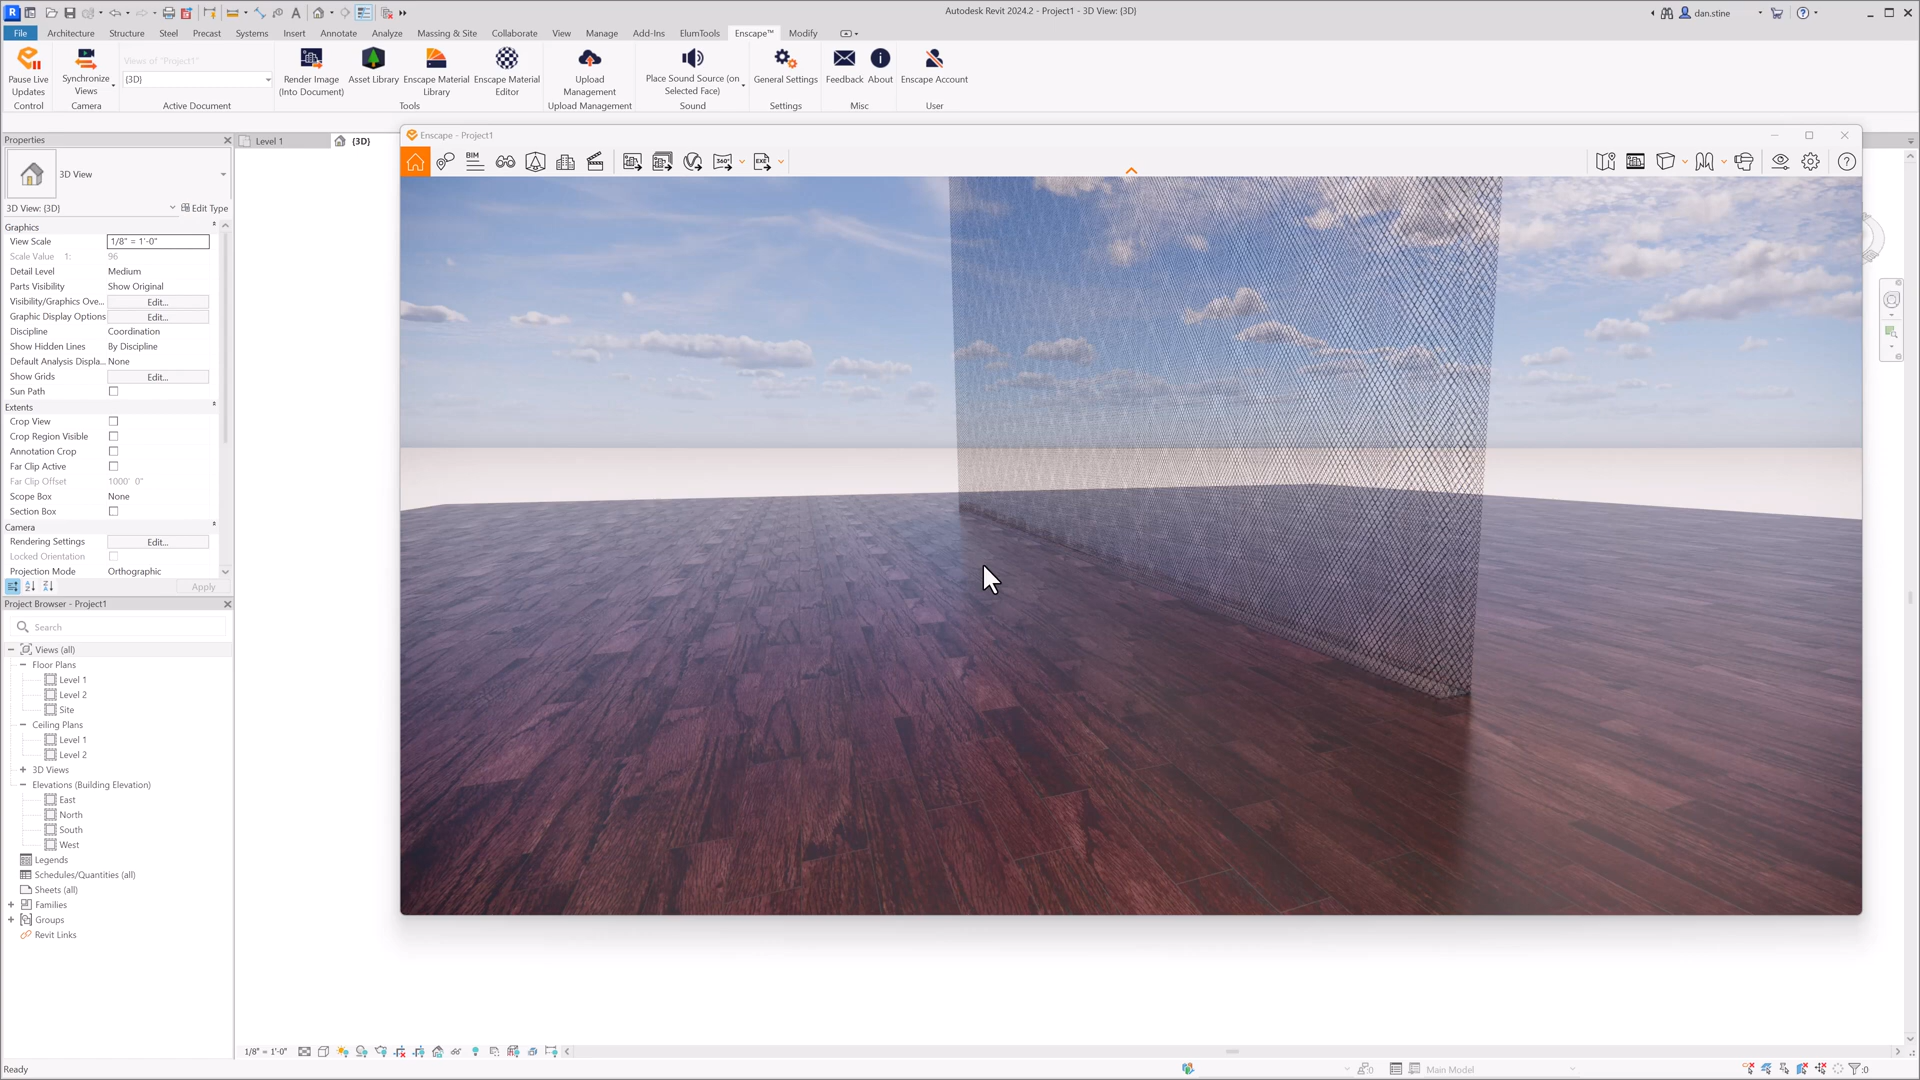 Autodesk Revit 2024.2 - Project1 - 3D View: {3D}
dan.stine
File Architecture Structure Steel Precast Systems Insert Annotate Analyze Massing & Site Collaborate View Manage Add-Ins ElumTools Enscape™ Modify
Pause Live Updates
Synchronize Views
Views of "Project1"
{3D}
Render Image (Into Document)
Asset Library
Enscape Material Library
Enscape Material Editor
Upload Management
Place Sound Source (on Selected Face)
General Settings
Feedback
About
Enscape Account
Control Camera Active Document Tools Upload Management Sound Settings Misc User
Properties
Level 1
{3D}
Enscape - Project1
BIM
360°
EXE
3D View
3D View: {3D}
Edit Type
Graphics
View Scale 1/8" = 1'-0"
Scale Value 1: 96
Detail Level Medium
Parts Visibility Show Original
Visibility/Graphics Ove... Edit...
Graphic Display Options Edit...
Discipline Coordination
Show Hidden Lines By Discipline
Default Analysis Displa... None
Show Grids Edit...
Sun Path
Extents
Crop View
Crop Region Visible
Annotation Crop
Far Clip Active
Far Clip Offset 1000' 0"
Scope Box None
Section Box
Camera
Rendering Settings Edit...
Locked Orientation
Projection Mode Orthographic
Apply
Project Browser - Project1
Search
Views (all)
Floor Plans
Level 1
Level 2
Site
Ceiling Plans
Level 1
Level 2
3D Views
Elevations (Building Elevation)
East
North
South
West
Legends
Schedules/Quantities (all)
Sheets (all)
Families
Groups
Revit Links
1/8" = 1'-0"
Ready
:0
Main Model
:0